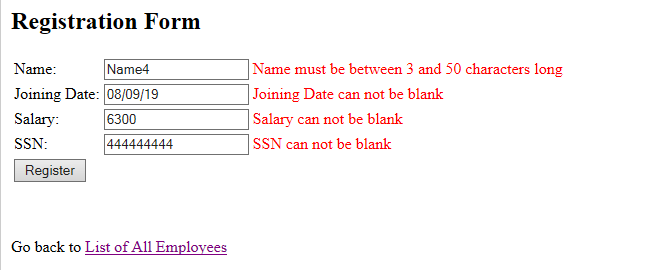 Registration Form
Name: Name4 Name must be between 3 and 50 characters long
Joining Date: 08/09/19 Joining Date can not be blank
Salary: 6300 Salary can not be blank
SSN: 444444444 SSN can not be blank
Register
Go back to List of All Employees